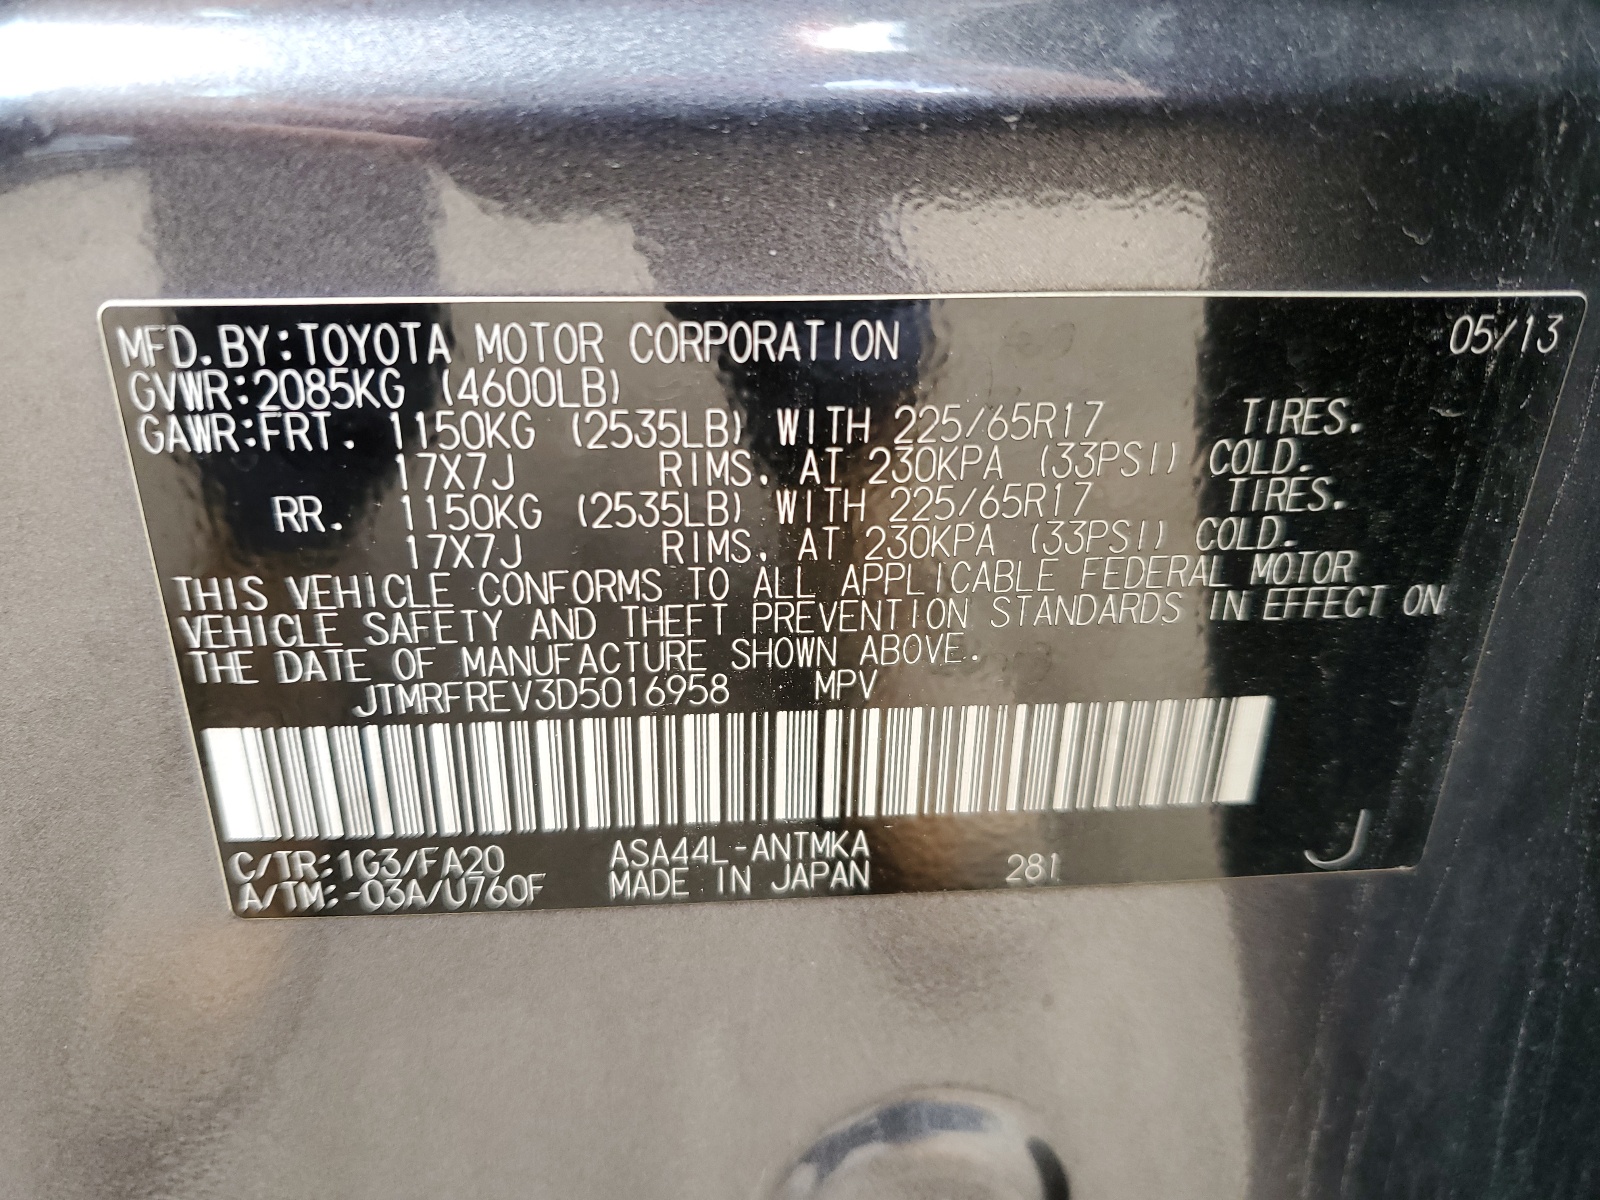 MFD.BY:TOYOTA MOTOR CORPORATION 05/13
GVWR:2085KG (4600LB)
GAWR:FRT. 1150KG (2535LB) WITH 225/65R17 TIRES.
17X7J RIMS, AT 230KPA (33PSI) COLD.
RR. 1150KG (2535LB) WITH 225/65R17 TIRES.
17X7J RIMS, AT 230KPA (33PSI) COLD.
THIS VEHICLE CONFORMS TO ALL APPLICABLE FEDERAL MOTOR
VEHICLE SAFETY AND THEFT PREVENTION STANDARDS IN EFFECT ON
THE DATE OF MANUFACTURE SHOWN ABOVE.
JTMRFREV3D5016958 MPV
C/TR:1G3/FA20 ASA44L-ANTMKA
A/TM:-03A/U760F MADE IN JAPAN 281 J